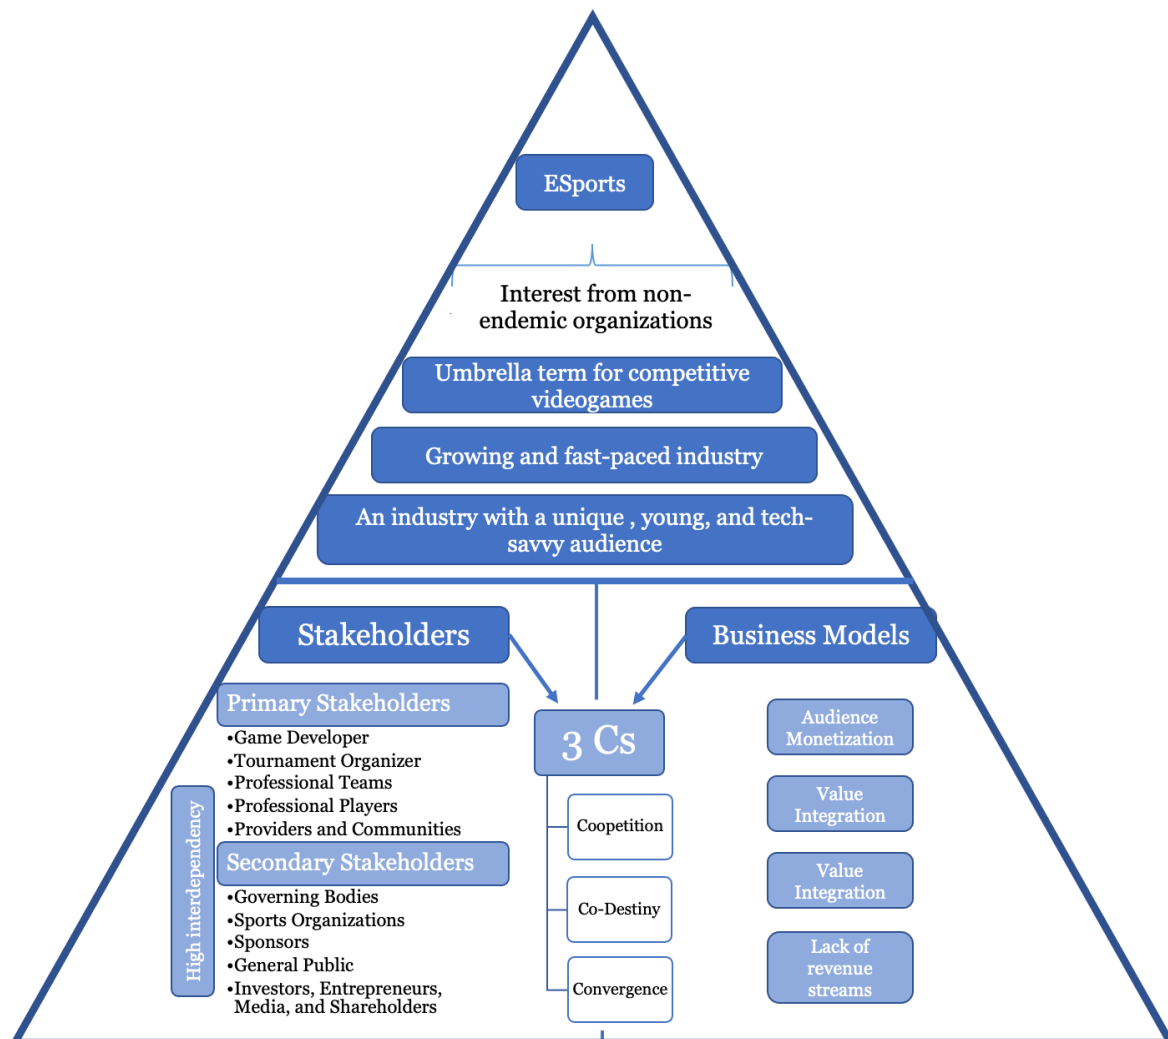 ESports
Interest from non-
endemic organizations
Umbrella term for competitive
videogames
Growing and fast-paced industry
An industry with a unique , young, and tech-
savvy audience
Stakeholders
Business Models
Primary Stakeholders
•Game Developer
•Tournament Organizer
•Professional Teams
•Professional Players
•Providers and Communities
High interdependency
Secondary Stakeholders
•Governing Bodies
•Sports Organizations
•Sponsors
•General Public
•Investors, Entrepreneurs,
Media, and Shareholders
3 Cs
Coopetition
Co-Destiny
Convergence
Audience
Monetization
Value
Integration
Value
Integration
Lack of
revenue
streams